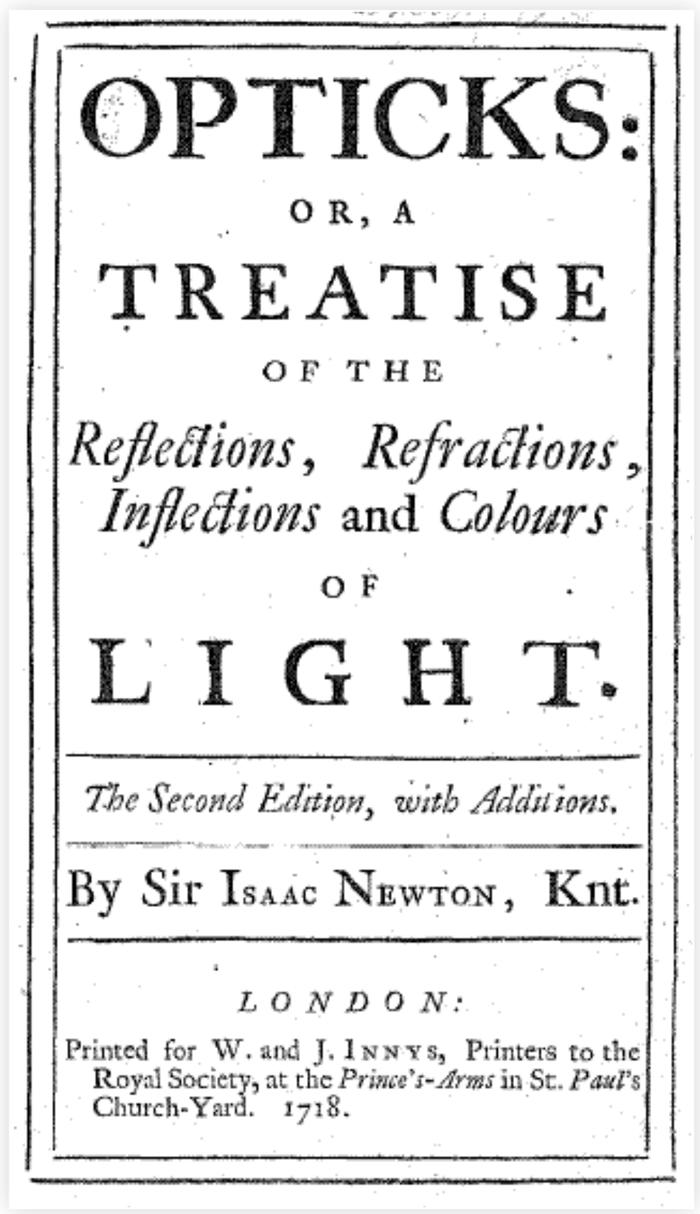 OPTICKS:
OR, A
TREATISE
OF THE
Reflections, Refractions,
Inflections and Colours
OF
LIGHT.
The Second Edition, with Additions.
By Sir ISAAC NEWTON, Knt.
LONDON:
Printed for W. and J. INNYS, Printers to the
Royal Society, at the Prince's-Arms in St. Paul's
Church-Yard. 1718.